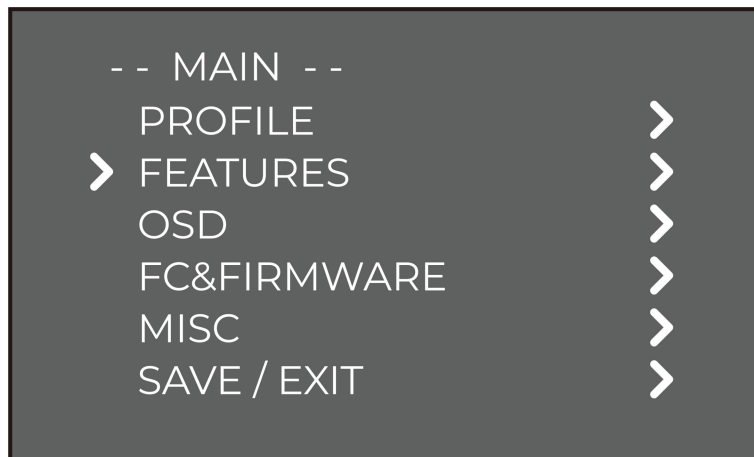 - - MAIN - -
PROFILE >
> FEATURES >
OSD >
FC&FIRMWARE >
MISC >
SAVE / EXIT >